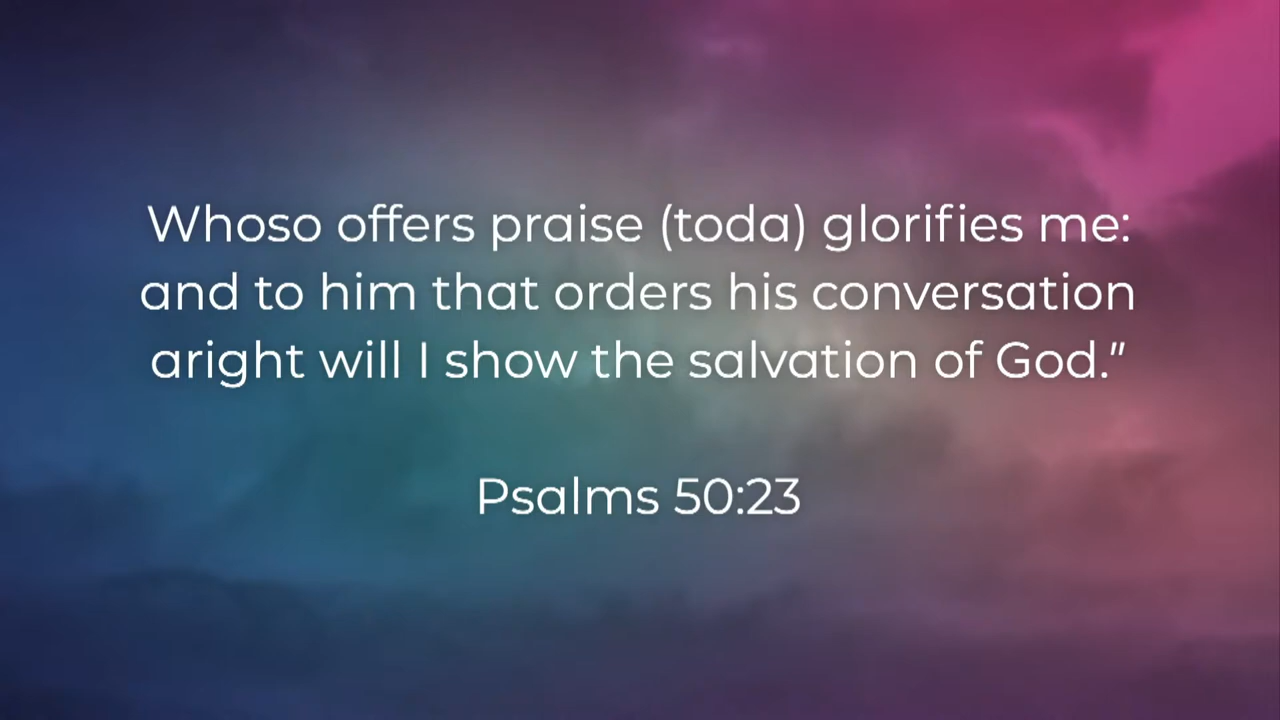 Whoso offers praise (toda) glorifies me:
and to him that orders his conversation
aright will I show the salvation of God.”
Psalms 50:23